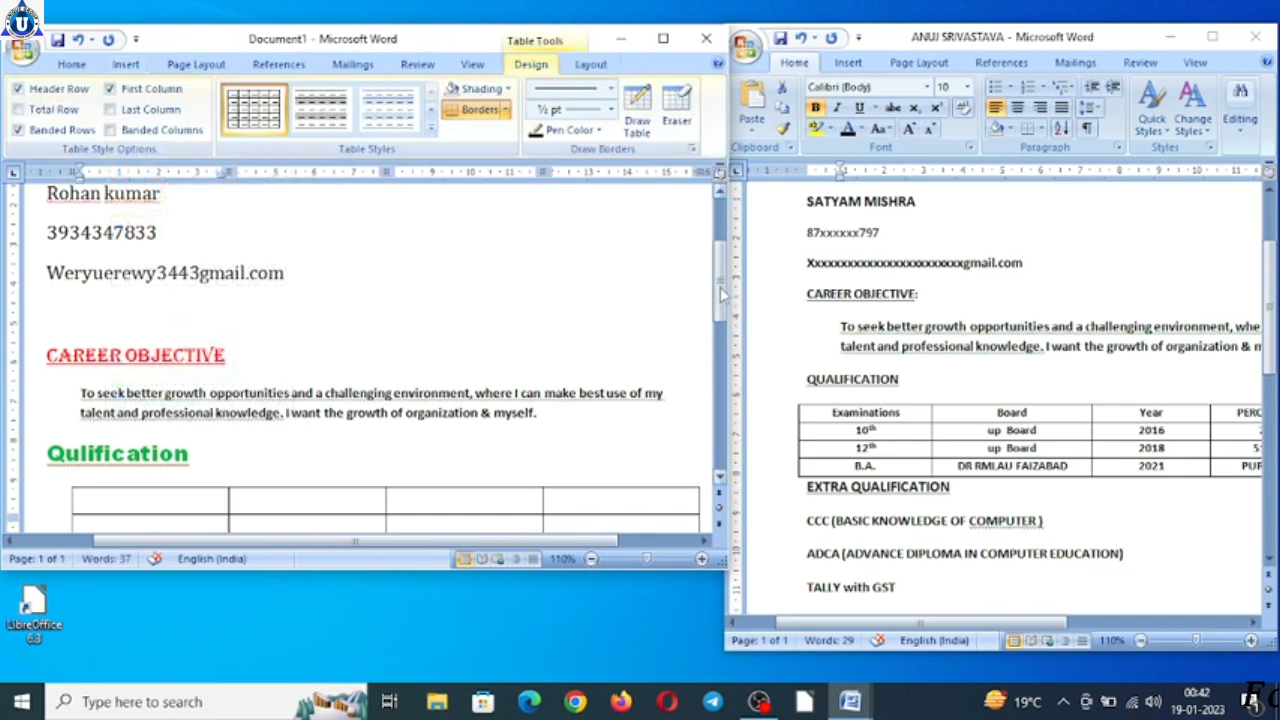 U
Document1 - Microsoft Word
Table Tools
Home Insert Page Layout References Mailings Review View Design Layout
Header Row First Column
Total Row Last Column
Banded Rows Banded Columns
Table Style Options
Table Styles
Shading
Borders
½ pt
Pen Color
Draw Table
Eraser
Draw Borders
Rohan kumar
3934347833
Weryuerewy3443gmail.com
CAREER OBJECTIVE
To seek better growth opportunities and a challenging environment, where I can make best use of my
talent and professional knowledge. I want the growth of organization & myself.
Qulification
Page: 1 of 1 Words: 37 English (India) 110%
ANUJ SRIVASTAVA - Microsoft Word
Home Insert Page Layout References Mailings Review View
Paste
Clipboard
Calibri (Body) 10
B I U abc x₂ x²
Aa A A
Font
Paragraph
Quick Styles
Change Styles
Styles
Editing
SATYAM MISHRA
87xxxxxx797
Xxxxxxxxxxxxxxxxxxxxxxxgmail.com
CAREER OBJECTIVE:
To seek better growth opportunities and a challenging environment, whe
talent and professional knowledge. I want the growth of organization & m
QUALIFICATION
Examinations Board Year PERC
10th up Board 2016
12th up Board 2018 5
B.A. DR RMLAU FAIZABAD 2021 PUR
EXTRA QUALIFICATION
CCC (BASIC KNOWLEDGE OF COMPUTER )
ADCA (ADVANCE DIPLOMA IN COMPUTER EDUCATION)
TALLY with GST
Page: 1 of 1 Words: 29 English (India) 110%
LibreOffice
6.3
Type here to search
19°C
00:42
19-01-2023